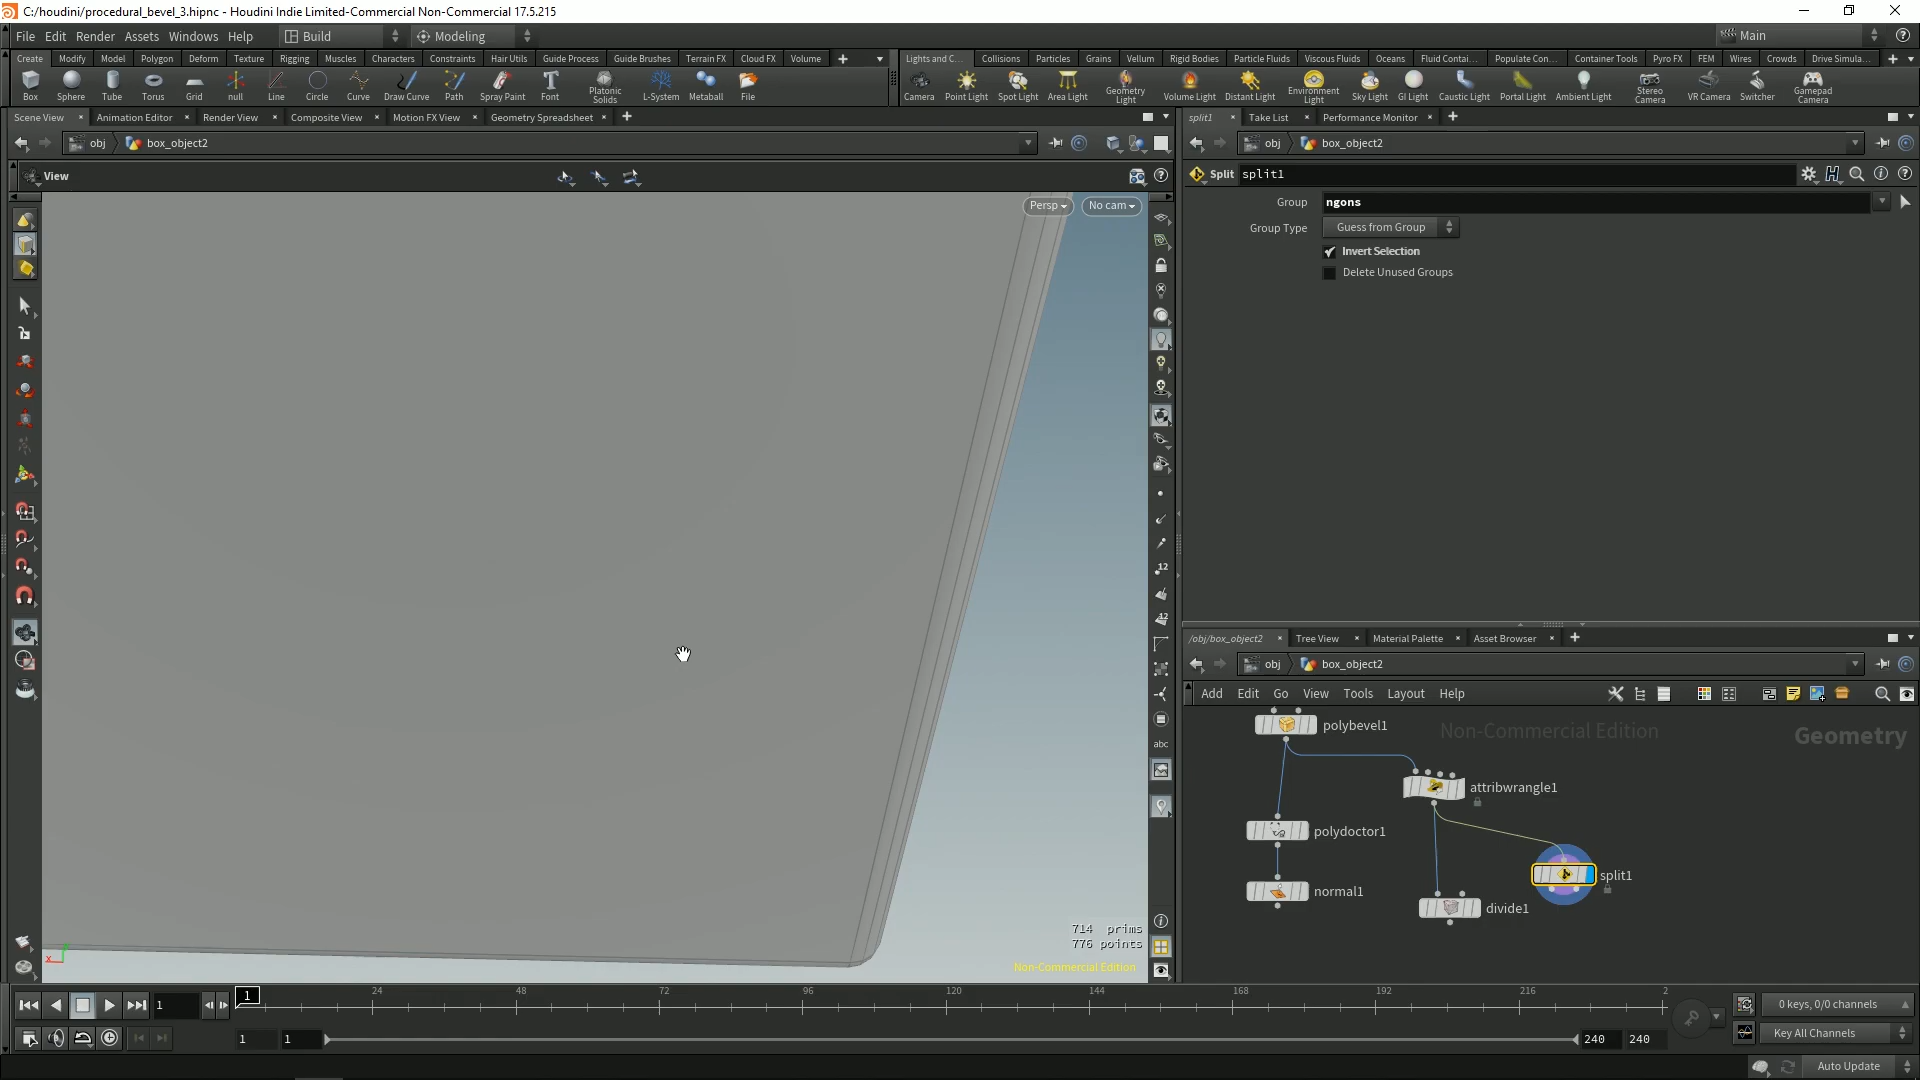 C:/houdini/procedural_bevel_3.hipnc - Houdini Indie Limited-Commercial Non-Commercial 17.5.215
File Edit Render Assets Windows Help Build Modeling Main
Create Modify Model Polygon Deform Texture Rigging Muscles Characters Constraints Hair Utils Guide Process Guide Brushes Terrain FX Cloud FX Volume
Lights and C... Collisions Particles Grains Vellum Rigid Bodies Particle Fluids Viscous Fluids Oceans Fluid Contai... Populate Con... Container Tools Pyro FX FEM Wires Crowds Drive Simula...
Box Sphere Tube Torus Grid null Line Circle Curve Draw Curve Path Spray Paint Font Platonic Solids L-System Metaball File
Camera Point Light Spot Light Area Light Geometry Light Volume Light Distant Light Environment Light Sky Light GI Light Caustic Light Portal Light Ambient Light Stereo Camera VR Camera Switcher Gamepad Camera
Scene View Animation Editor Render View Composite View Motion FX View Geometry Spreadsheet
split1 Take List Performance Monitor
obj box_object2
obj box_object2
View
Split split1
Persp No cam
Group ngons
Group Type Guess from Group
Invert Selection
Delete Unused Groups
12
12
abc
/obj/box_object2 Tree View Material Palette Asset Browser
obj box_object2
Add Edit Go View Tools Layout Help
Non-Commercial Edition
Geometry
polybevel1
attribwrangle1
polydoctor1
split1
normal1
divide1
714 prims
776 points
Non-Commercial Edition
x
1 1 24 48 72 96 120 144 168 192 216 2
0 keys, 0/0 channels
1 1 240 240
Key All Channels
Auto Update